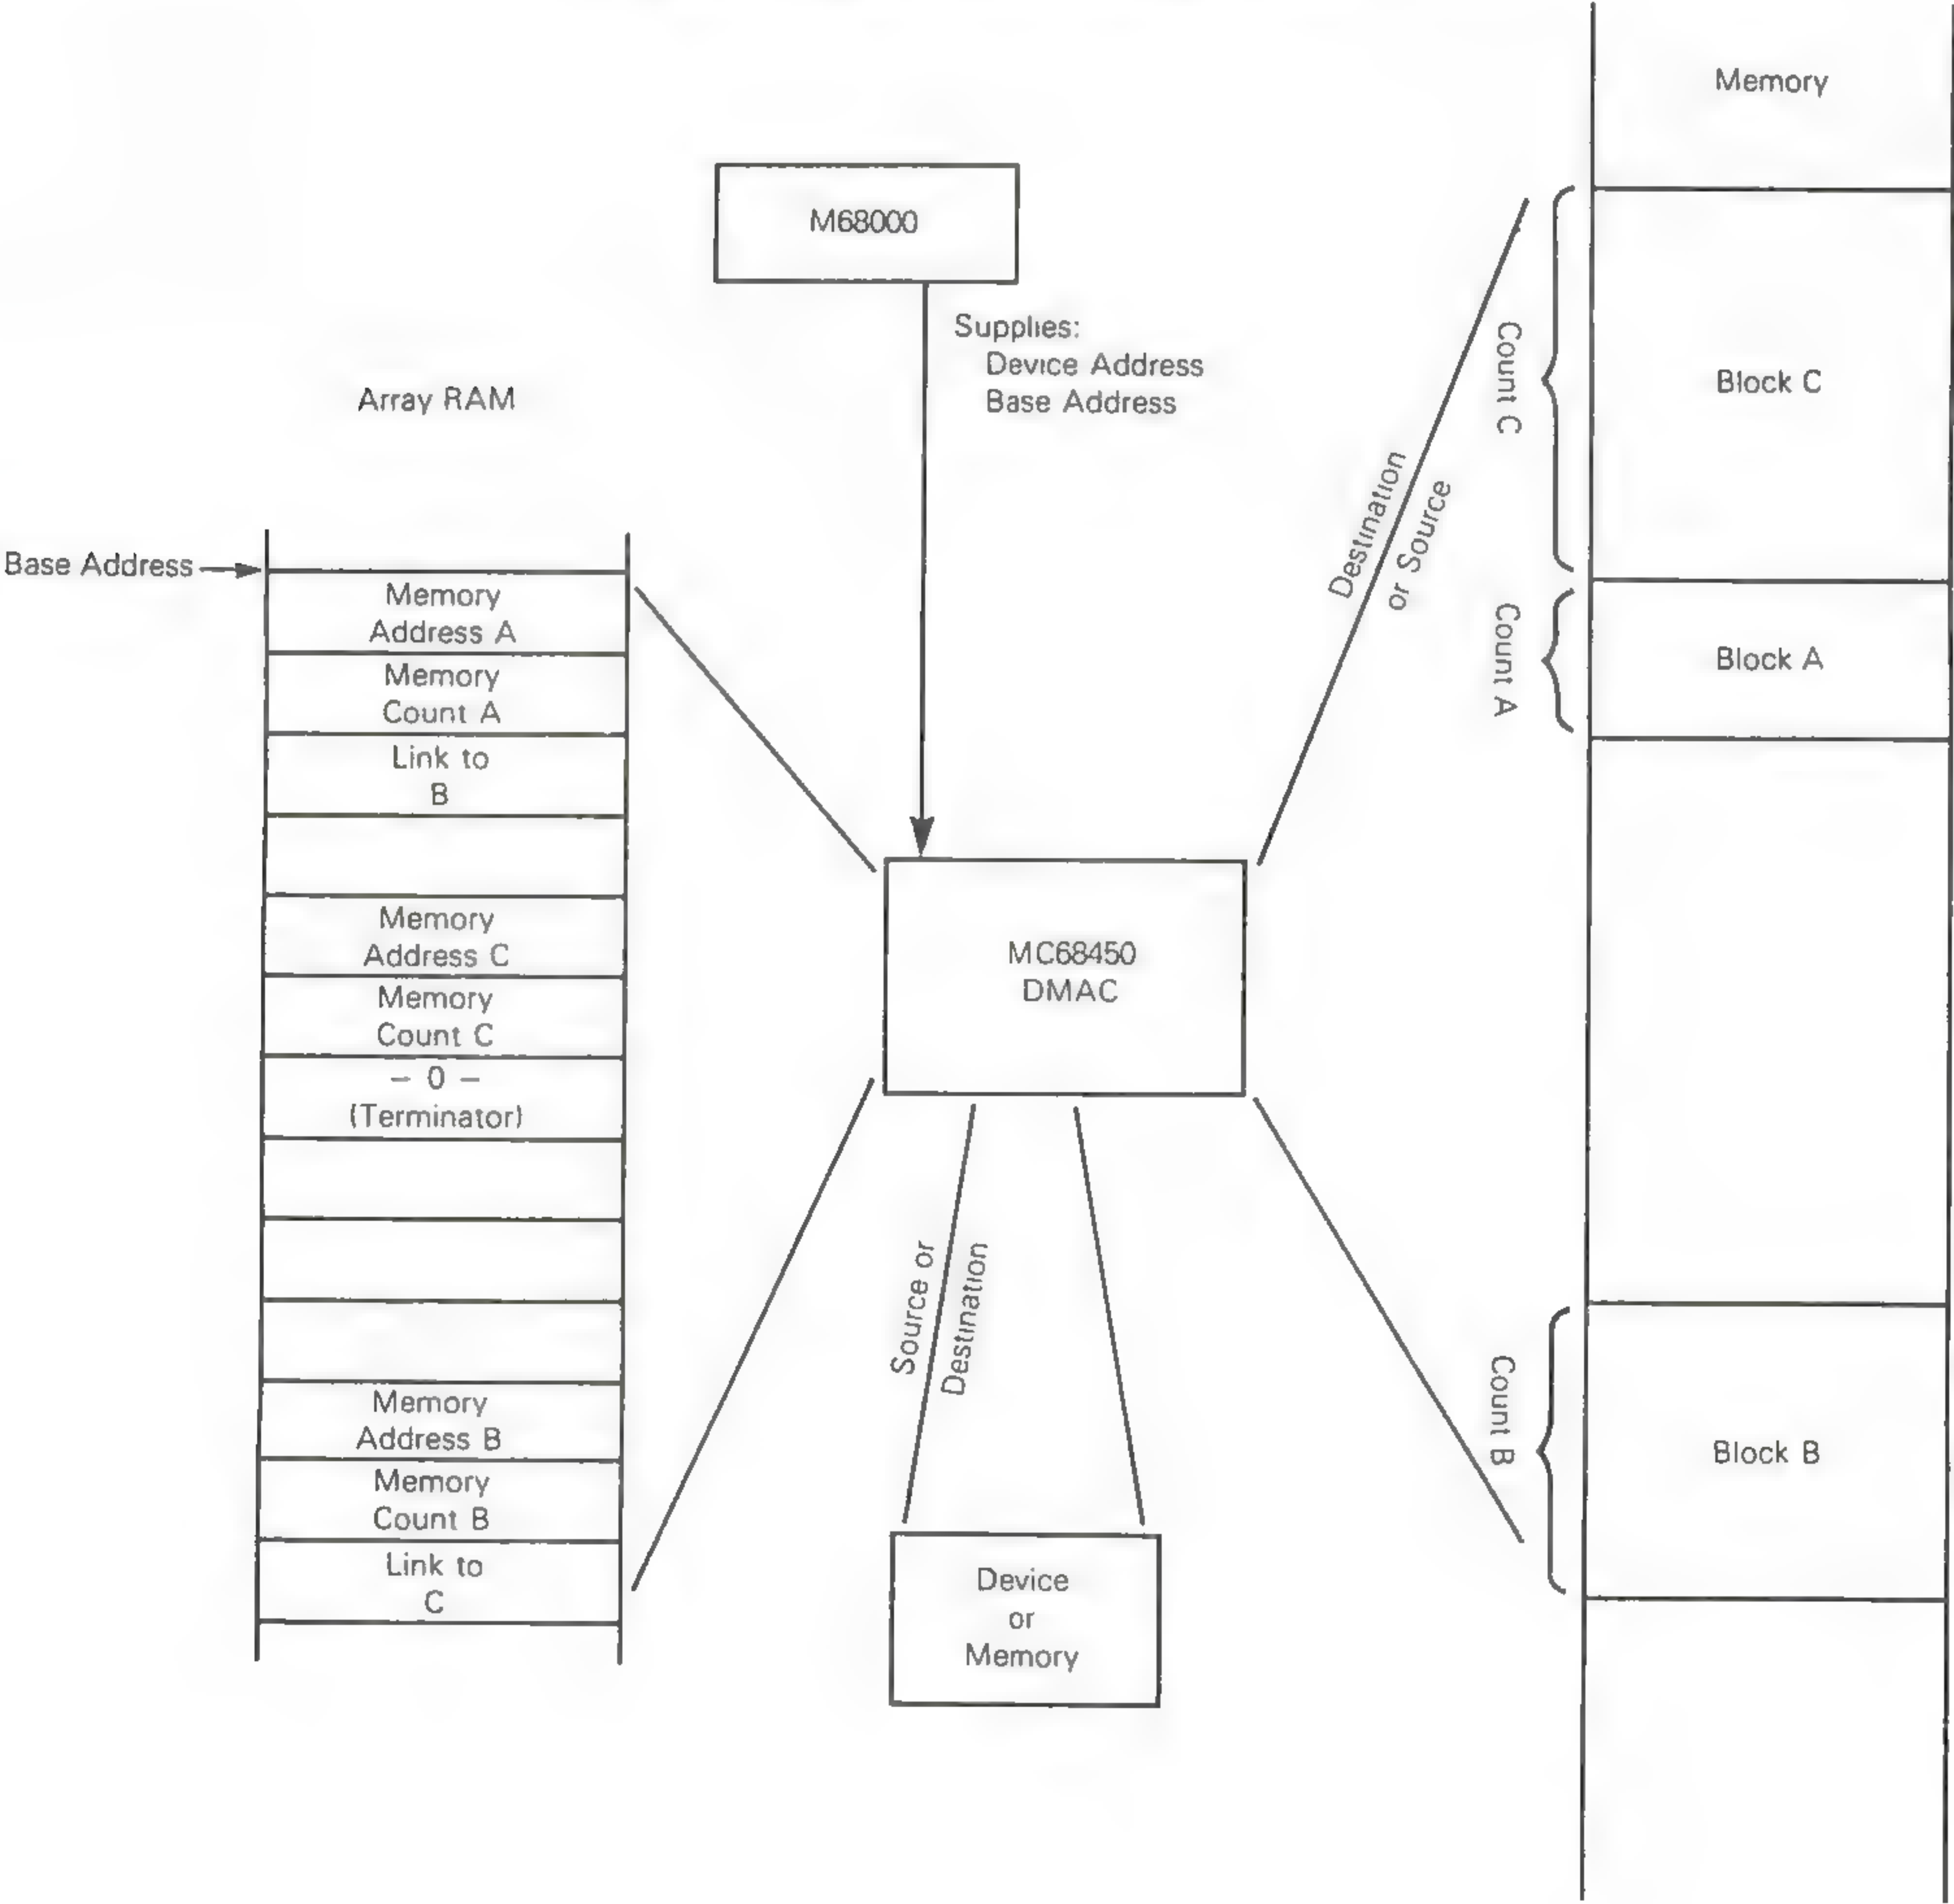 Memory
M68000
Supplies:
Device Address
Base Address
Array RAM
Base Address
Memory
Address A
Memory
Count A
Link to
B
Memory
Address C
Memory
Count C
– 0 –
(Terminator)
Memory
Address B
Memory
Count B
Link to
C
MC68450
DMAC
Source or
Destination
Device
or
Memory
Destination
or Source
Count C
Block C
Count A
Block A
Count B
Block B